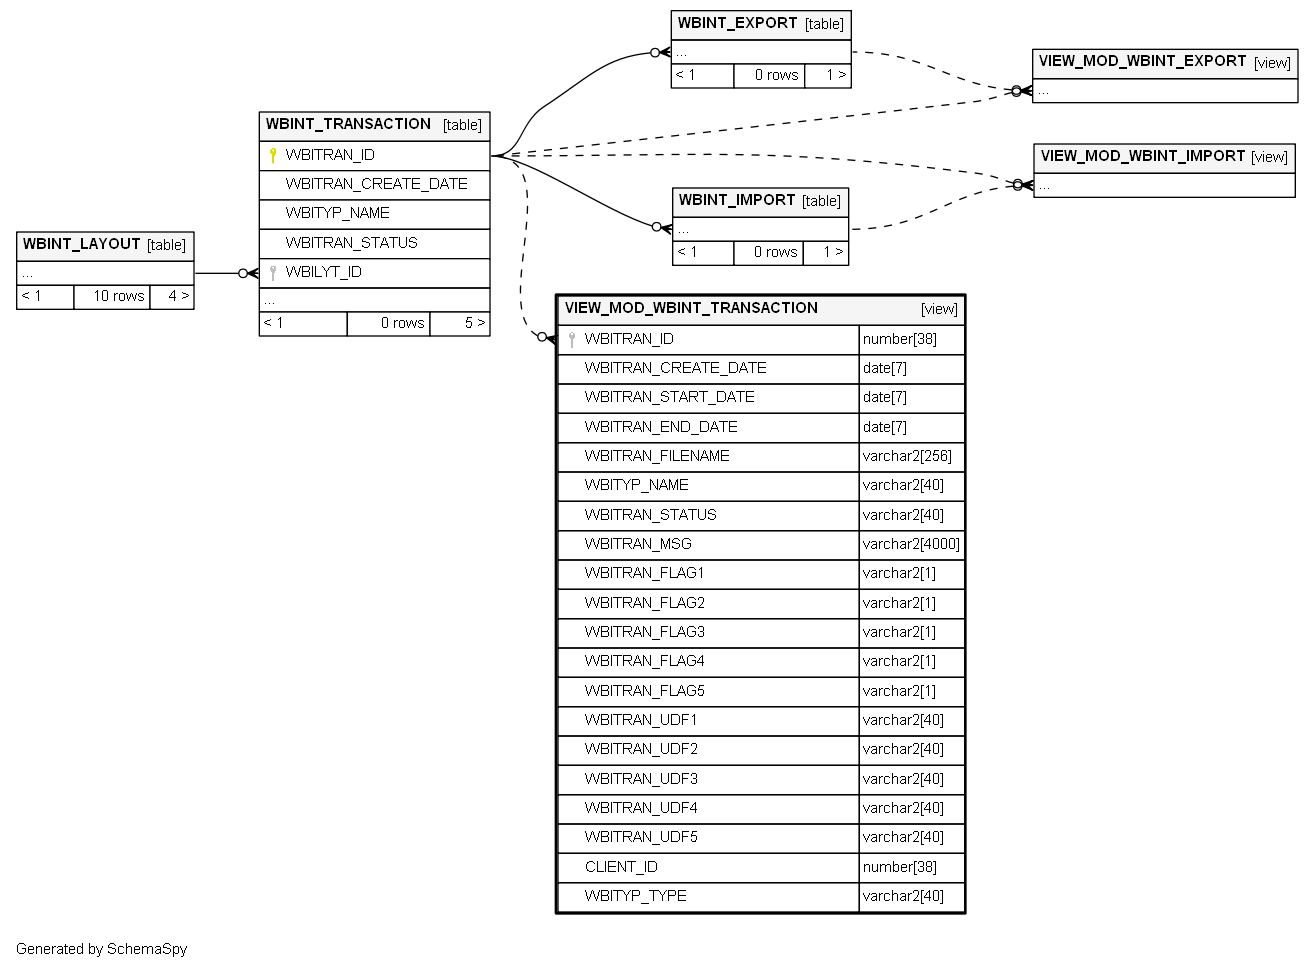 WBINT_EXPORT [table]
...
< 1 0 rows 1 >
VIEW_MOD_WBINT_EXPORT [view]
...
WBINT_TRANSACTION [table]
WBITRAN_ID
WBITRAN_CREATE_DATE
WBITYP_NAME
WBITRAN_STATUS
WBILYT_ID
...
< 1 0 rows 5 >
VIEW_MOD_WBINT_IMPORT [view]
...
WBINT_IMPORT [table]
...
< 1 0 rows 1 >
WBINT_LAYOUT [table]
...
< 1 10 rows 4 >
VIEW_MOD_WBINT_TRANSACTION [view]
WBITRAN_ID number[38]
WBITRAN_CREATE_DATE date[7]
WBITRAN_START_DATE date[7]
WBITRAN_END_DATE date[7]
WBITRAN_FILENAME varchar2[256]
WBITYP_NAME varchar2[40]
WBITRAN_STATUS varchar2[40]
WBITRAN_MSG varchar2[4000]
WBITRAN_FLAG1 varchar2[1]
WBITRAN_FLAG2 varchar2[1]
WBITRAN_FLAG3 varchar2[1]
WBITRAN_FLAG4 varchar2[1]
WBITRAN_FLAG5 varchar2[1]
WBITRAN_UDF1 varchar2[40]
WBITRAN_UDF2 varchar2[40]
WBITRAN_UDF3 varchar2[40]
WBITRAN_UDF4 varchar2[40]
WBITRAN_UDF5 varchar2[40]
CLIENT_ID number[38]
WBITYP_TYPE varchar2[40]
Generated by SchemaSpy